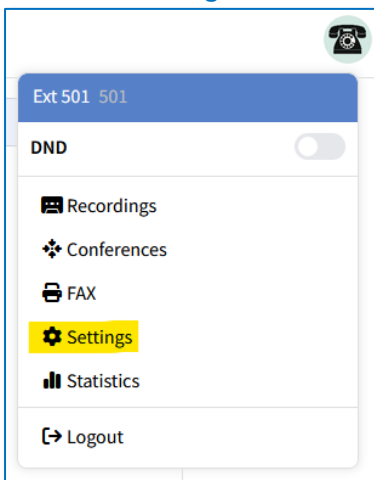 Ext 501 501
DND
Recordings
Conferences
FAX
Settings
Statistics
Logout